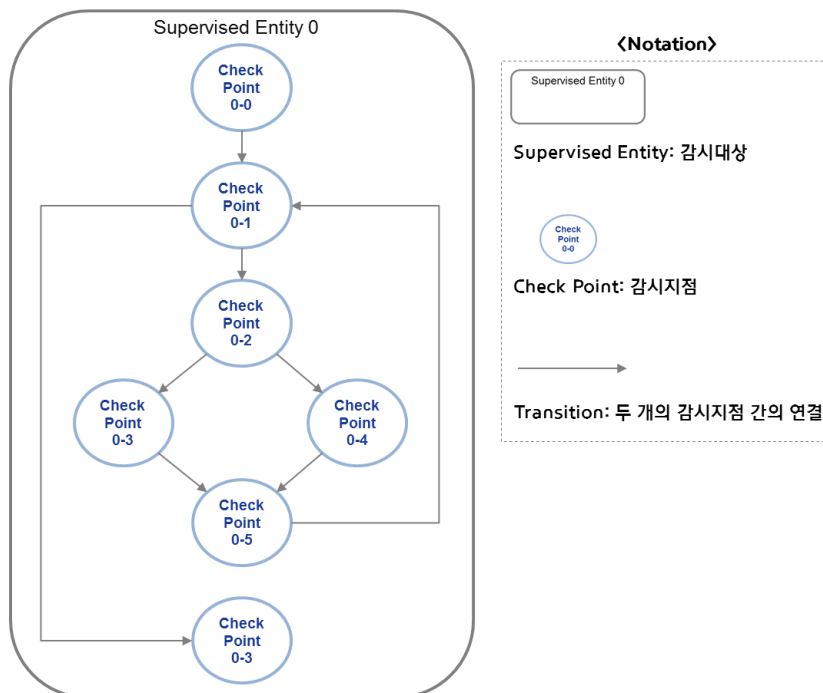 Supervised Entity 0
Check
Point
0-0
Check
Point
0-1
Check
Point
0-2
Check
Point
0-3
Check
Point
0-4
Check
Point
0-5
Check
Point
0-3
<Notation>
Supervised Entity 0
Supervised Entity: 감시대상
Check
Point
0-0
Check Point: 감시지점
Transition: 두 개의 감시지점 간의 연결